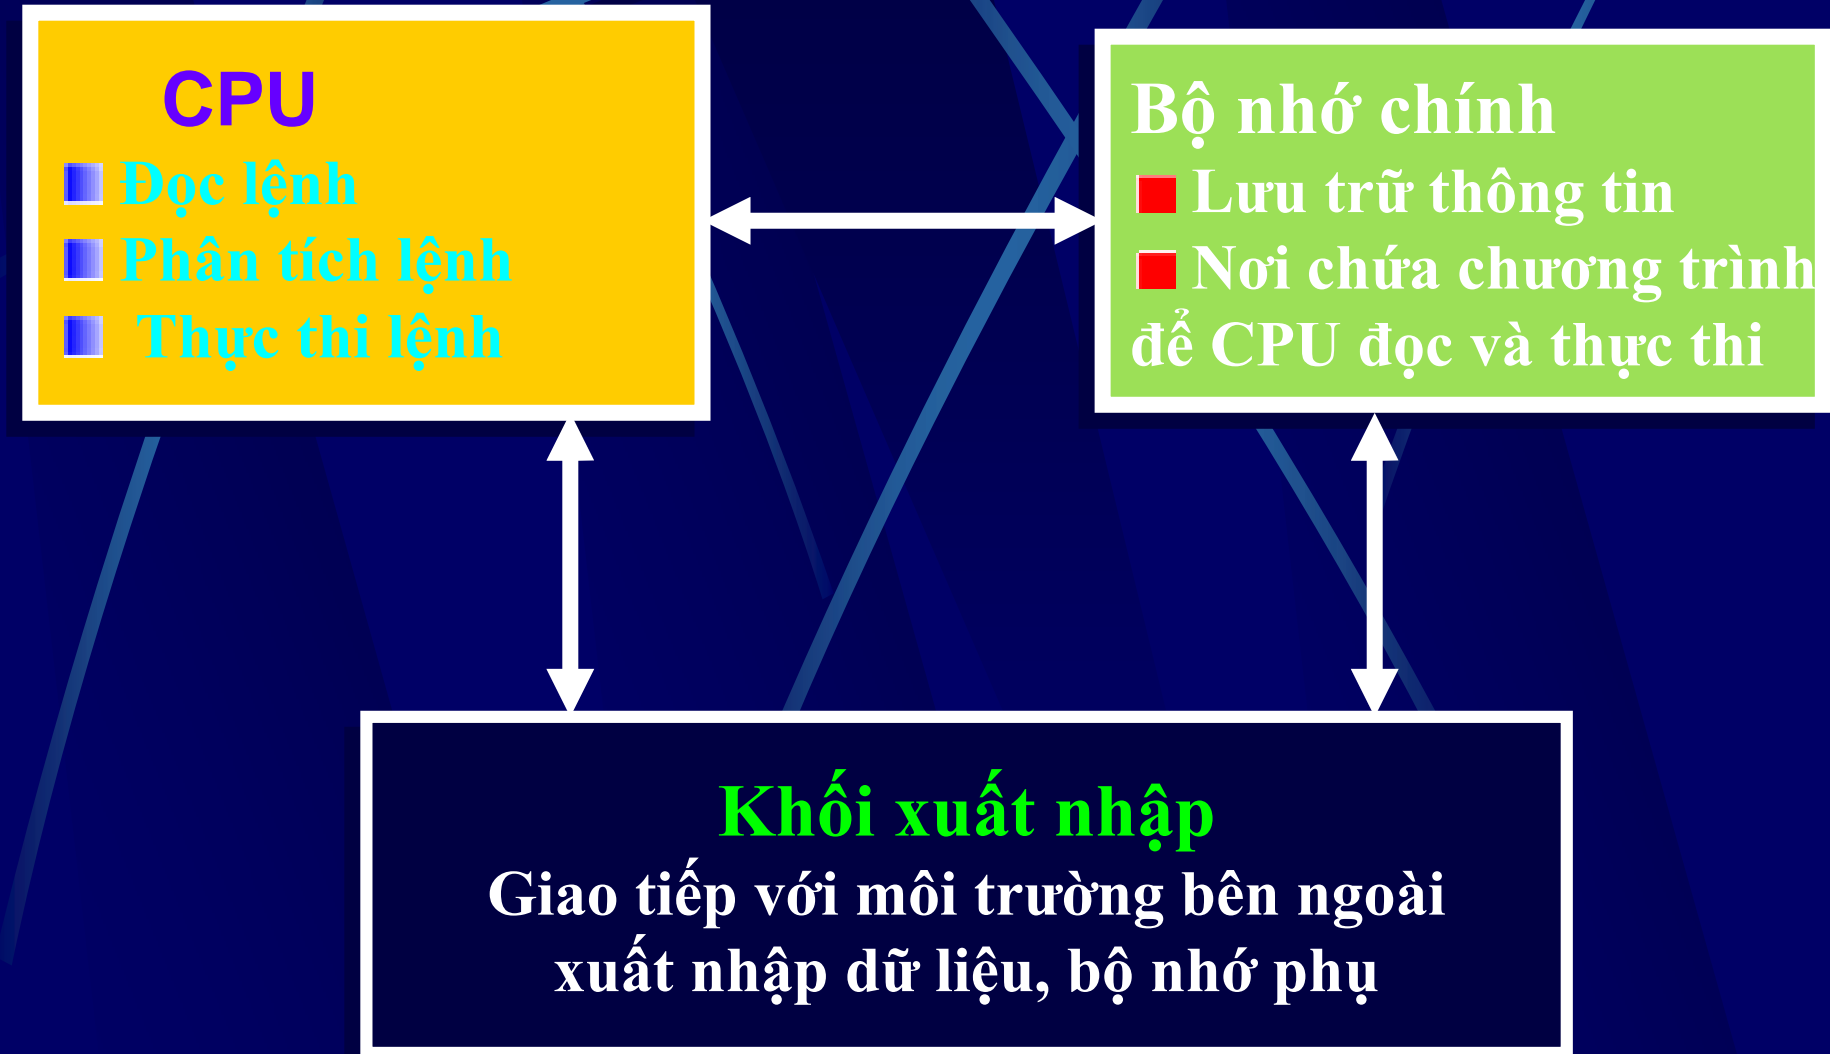 CPU
Đọc lệnh
Phân tích lệnh
Thực thi lệnh
Bộ nhớ chính
Lưu trữ thông tin
Nơi chứa chương trình
để CPU đọc và thực thi
Khối xuất nhập
Giao tiếp với môi trường bên ngoài
xuất nhập dữ liệu, bộ nhớ phụ